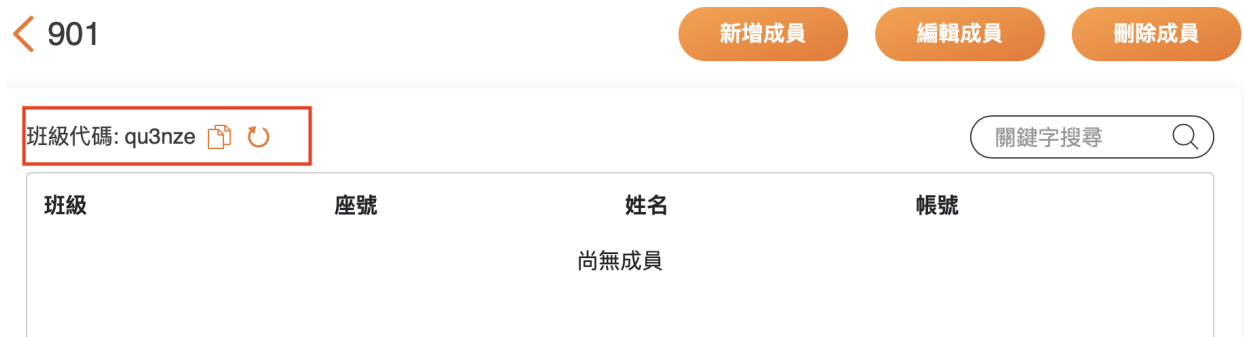 901 新增成員 編輯成員 刪除成員
班級代碼: qu3nze 關鍵字搜尋
班級 座號 姓名 帳號
尚無成員